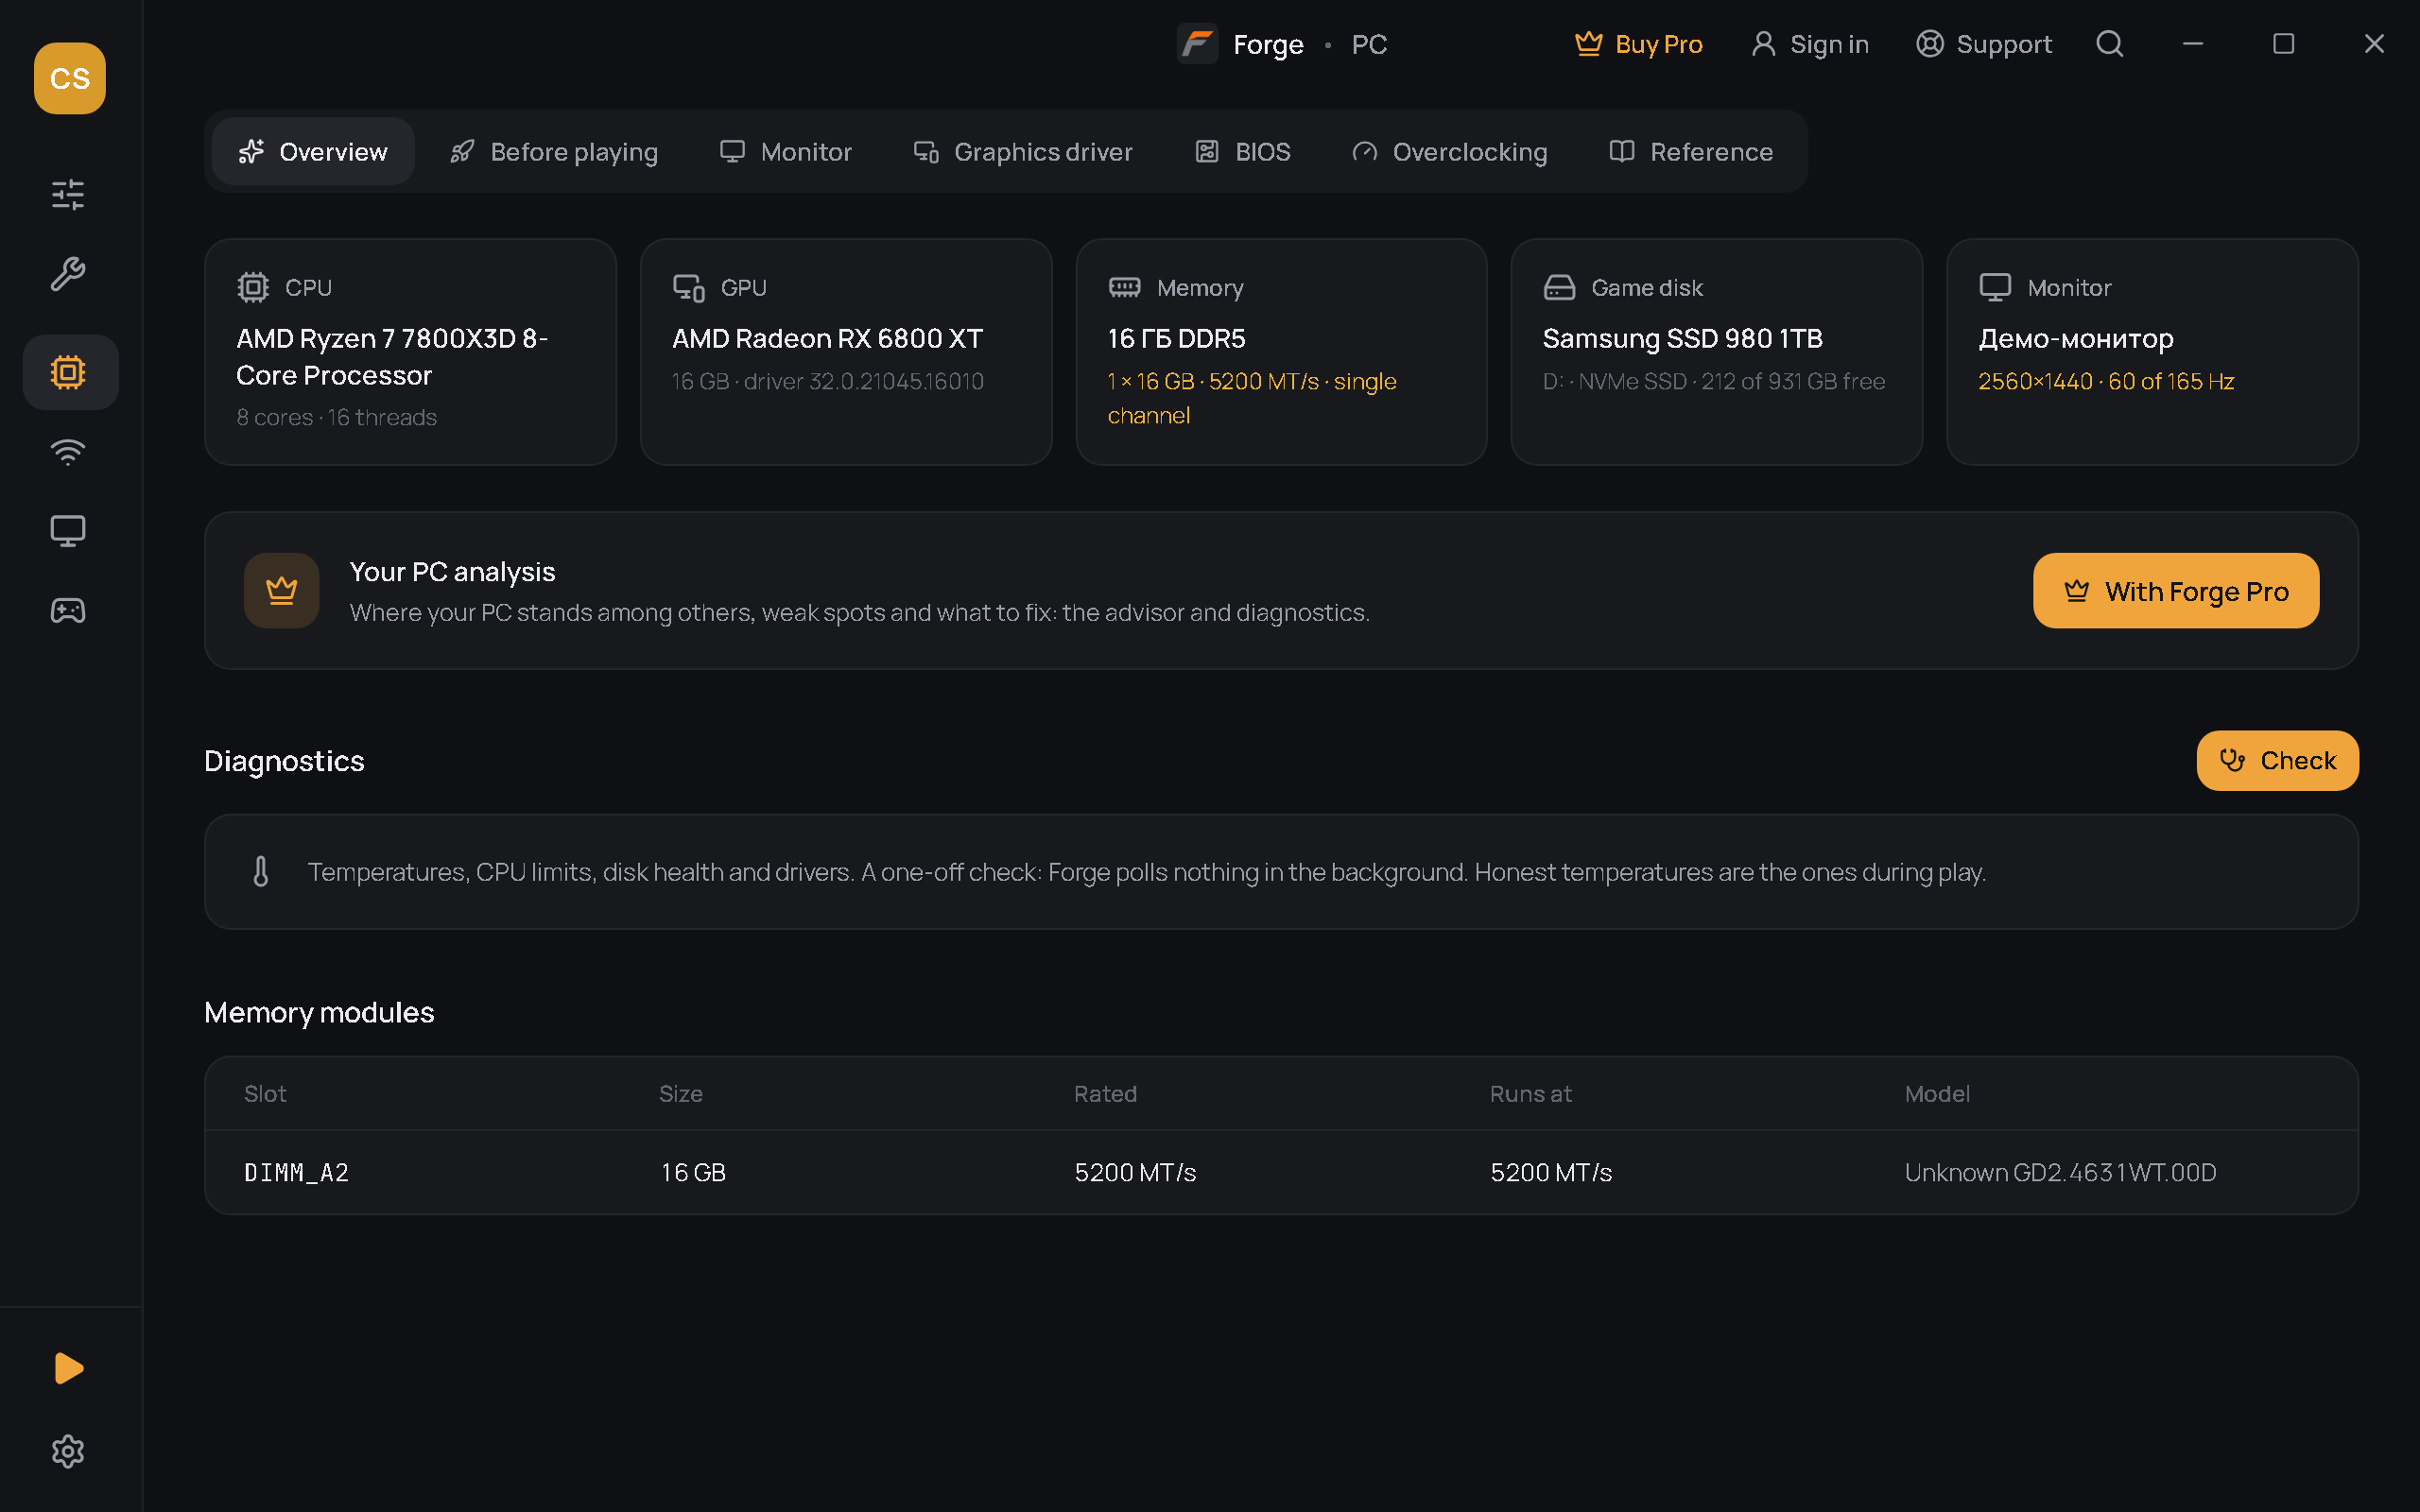 CS
Forge • PC
Buy Pro
Sign in
Support
Overview
Before playing
Monitor
Graphics driver
BIOS
Overclocking
Reference
CPU
AMD Ryzen 7 7800X3D 8-
Core Processor
8 cores · 16 threads
GPU
AMD Radeon RX 6800 XT
16 GB · driver 32.0.21045.16010
Memory
16 ГБ DDR5
1 × 16 GB · 5200 MT/s · single
channel
Game disk
Samsung SSD 980 1TB
D: · NVMe SSD · 212 of 931 GB free
Monitor
Демо-монитор
2560×1440 · 60 of 165 Hz
Your PC analysis
Where your PC stands among others, weak spots and what to fix: the advisor and diagnostics.
With Forge Pro
Diagnostics
Check
Temperatures, CPU limits, disk health and drivers. A one-off check: Forge polls nothing in the background. Honest temperatures are the ones during play.
Memory modules
Slot Size Rated Runs at Model
DIMM_A2 16 GB 5200 MT/s 5200 MT/s Unknown GD2.4631WT.00D